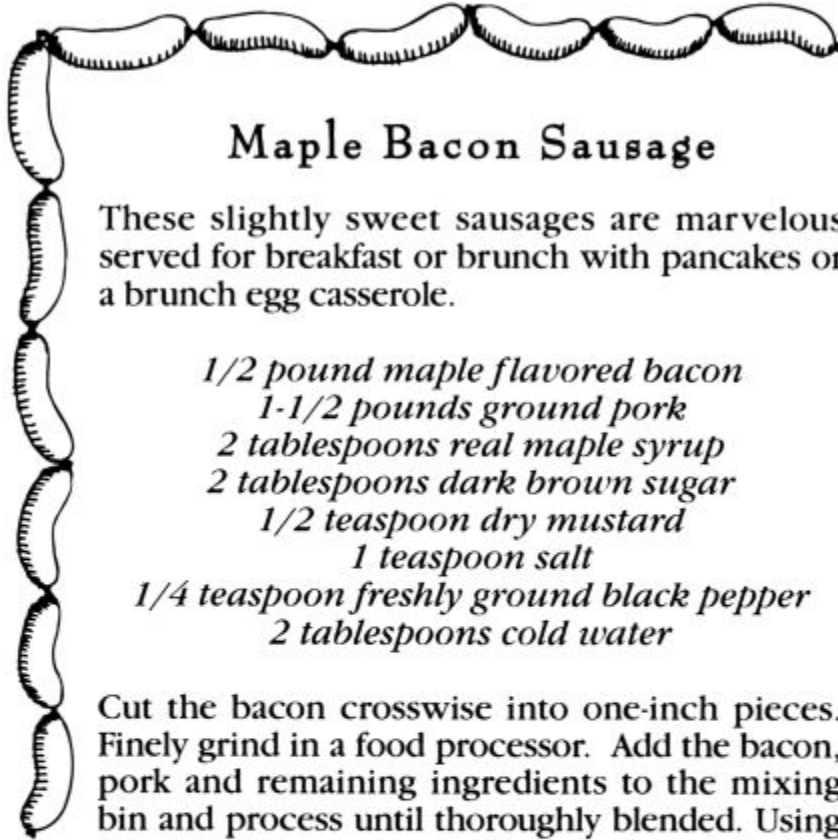 Maple Bacon Sausage
These slightly sweet sausages are marvelous
served for breakfast or brunch with pancakes or
a brunch egg casserole.
1/2 pound maple flavored bacon
1-1/2 pounds ground pork
2 tablespoons real maple syrup
2 tablespoons dark brown sugar
1/2 teaspoon dry mustard
1 teaspoon salt
1/4 teaspoon freshly ground black pepper
2 tablespoons cold water
Cut the bacon crosswise into one-inch pieces.
Finely grind in a food processor. Add the bacon,
pork and remaining ingredients to the mixing
bin and process until thoroughly blended. Using